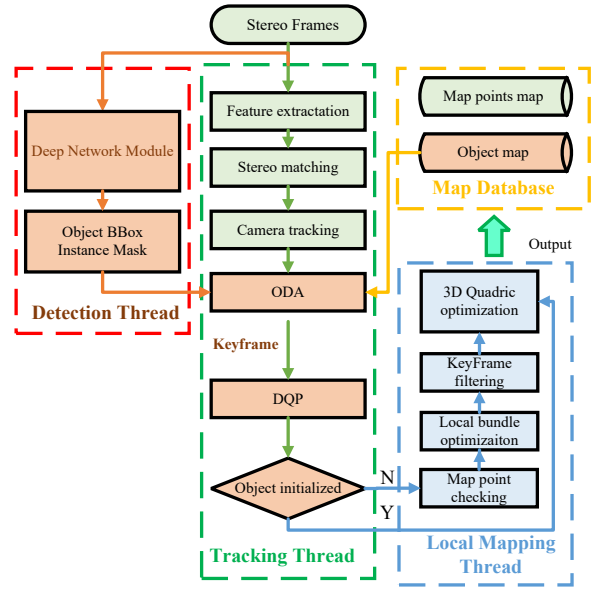 Stereo Frames
Deep Network Module
Object BBox
Instance Mask
Detection Thread
Feature extractation
Stereo matching
Camera tracking
ODA
Keyframe
DQP
Object initialized
N
Y
Tracking Thread
Map points map
Object map
Map Database
Output
3D Quadric
optimization
KeyFrame
filtering
Local bundle
optimizaiton
Map point
checking
Local Mapping
Thread